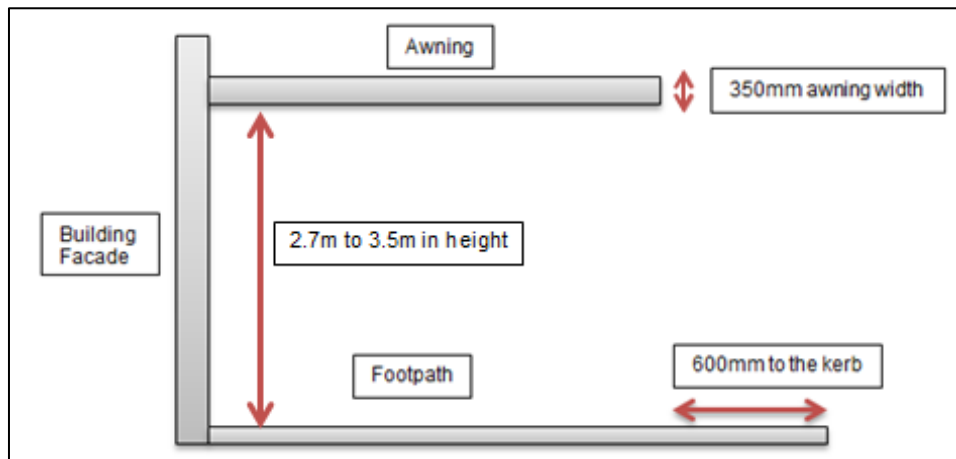 Awning
350mm awning width
Building
Facade
2.7m to 3.5m in height
600mm to the kerb
Footpath